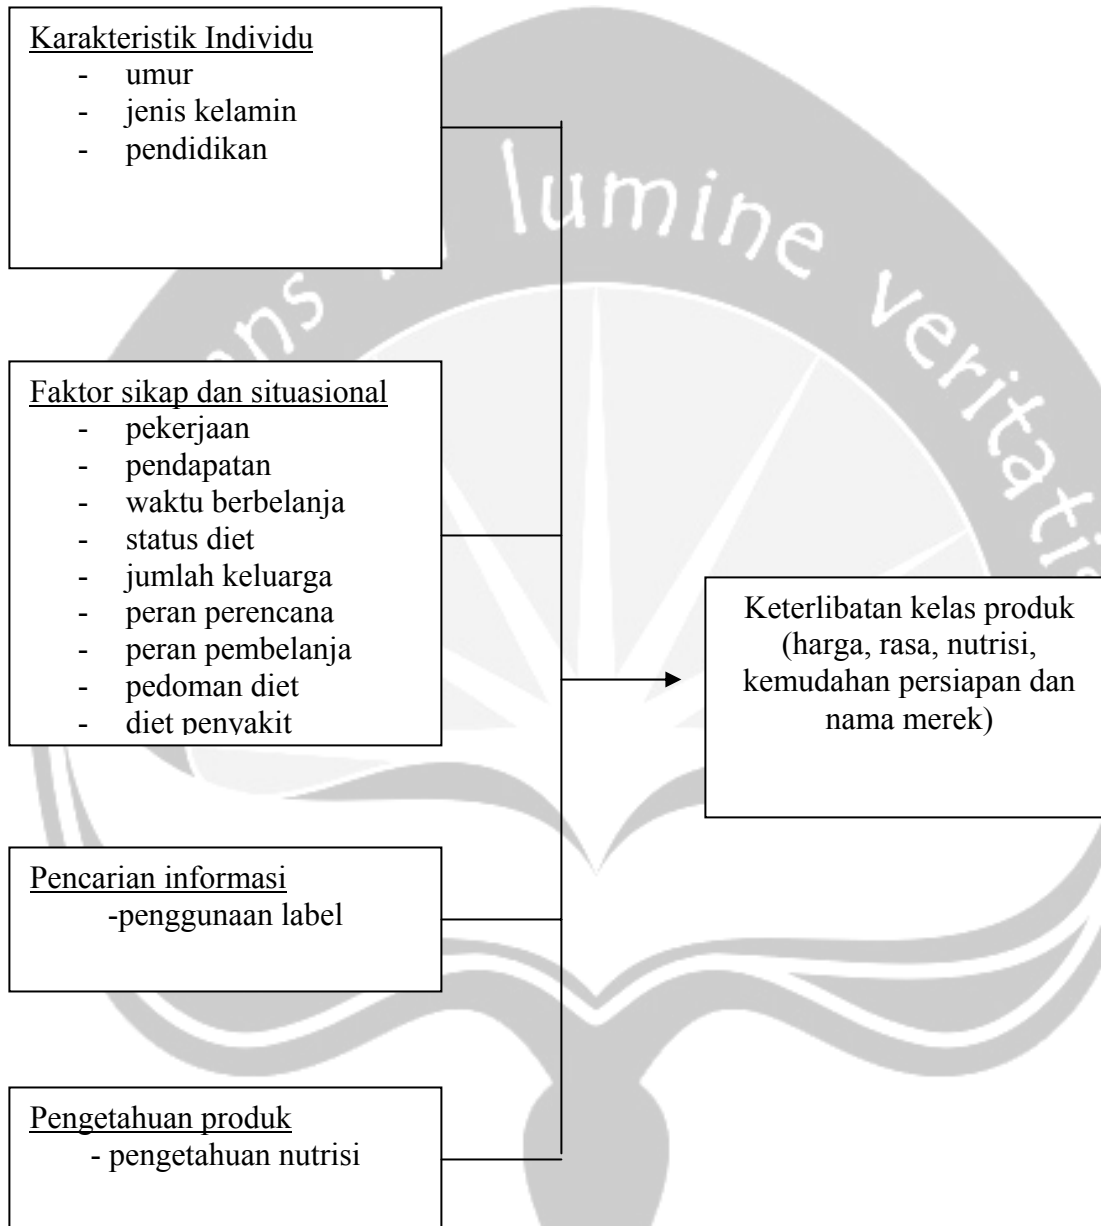 Karakteristik Individu
- umur
- jenis kelamin
- pendidikan
lumine veritatis
Faktor sikap dan situasional
- pekerjaan
- pendapatan
- waktu berbelanja
- status diet
- jumlah keluarga
- peran perencana
- peran pembelanja
- pedoman diet
- diet penyakit
Keterlibatan kelas produk
(harga, rasa, nutrisi,
kemudahan persiapan dan
nama merek)
Pencarian informasi
-penggunaan label
Pengetahuan produk
- pengetahuan nutrisi